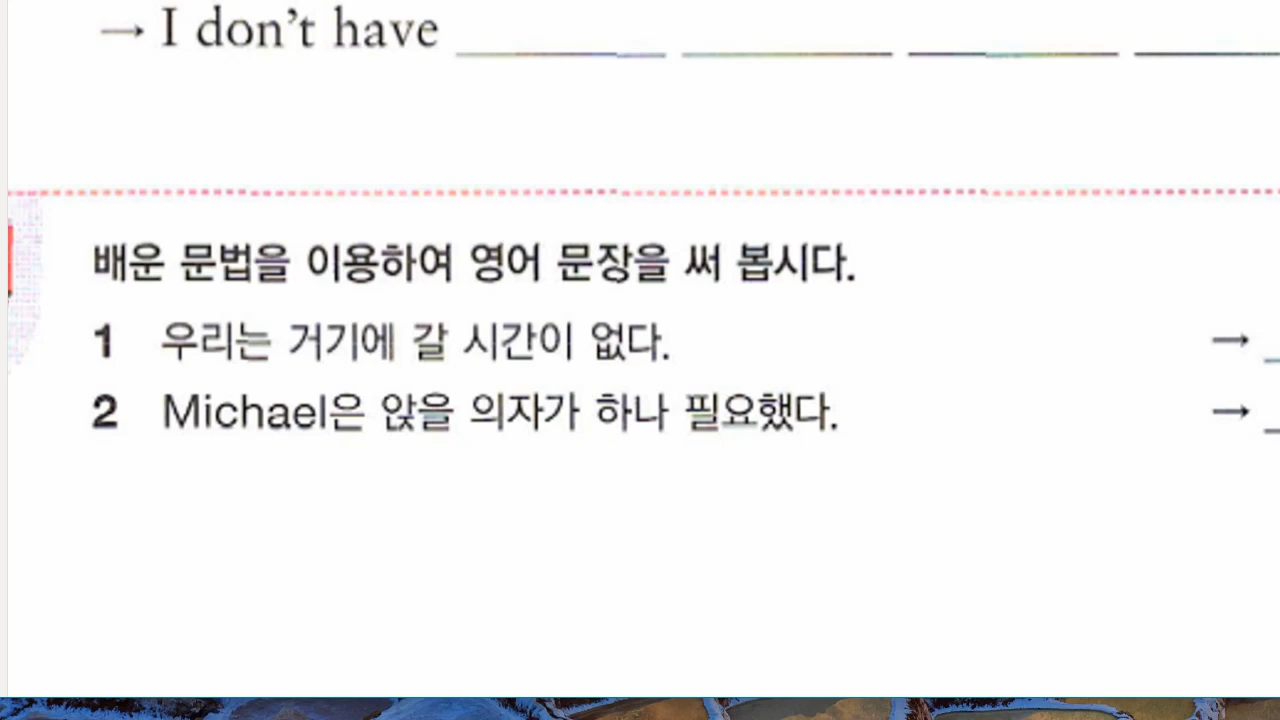 → I don't have
배운 문법을 이용하여 영어 문장을 써 봅시다.
1 우리는 거기에 갈 시간이 없다. →
2 Michael은 앉을 의자가 하나 필요했다. →